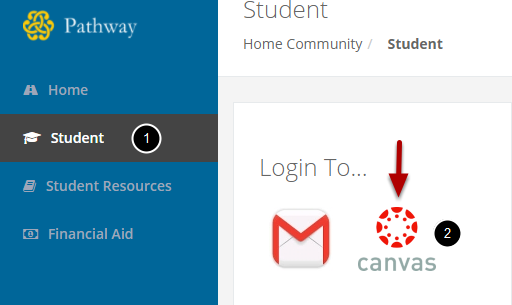 Pathway
Home
Student
1
Student Resources
Financial Aid
Student
Home Community / Student
Login To...
2
canvas